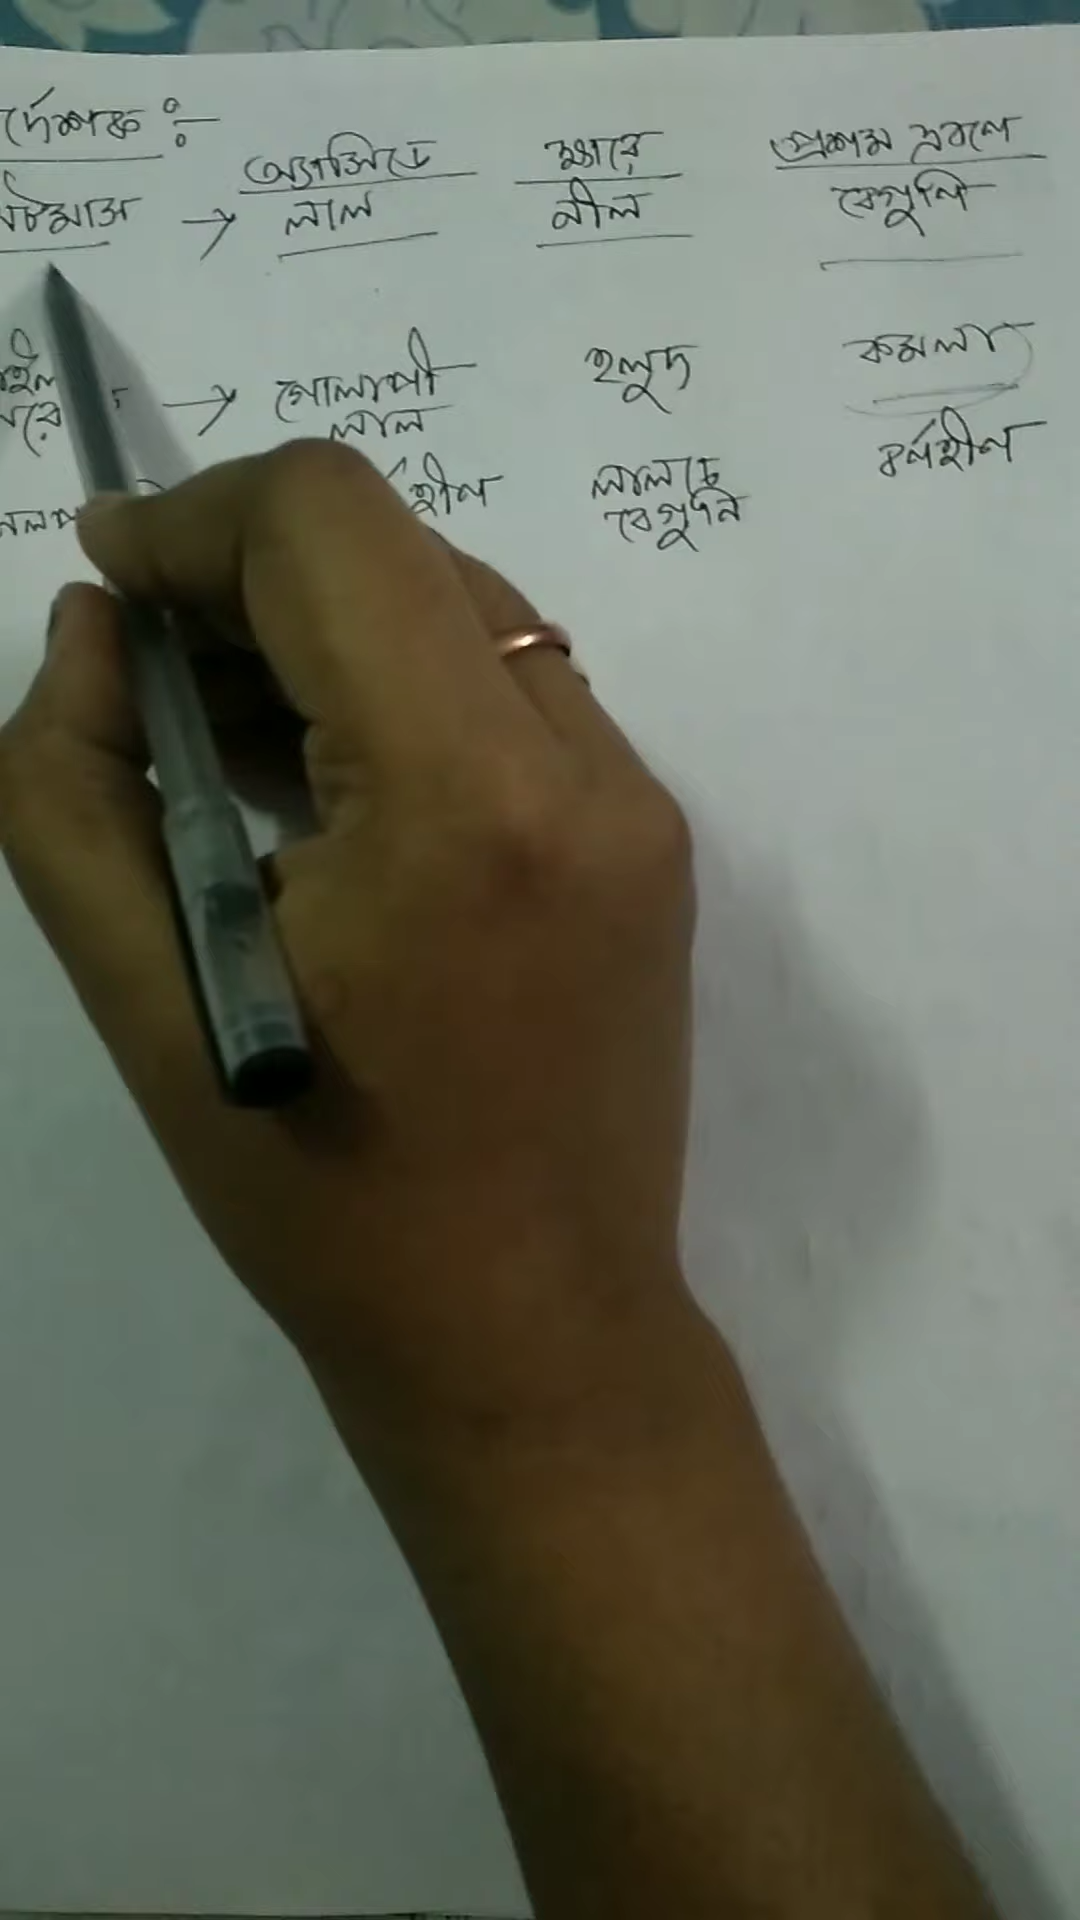 র্দেশক :-
অ্যাসিডে ক্ষারে প্রশম দ্রবণে
টমাস → লাল নীল বেগুনি
→ গোলাপী হলুদ কমলা
লাল
হীন লালচে বর্ণহীন
বেগুনি